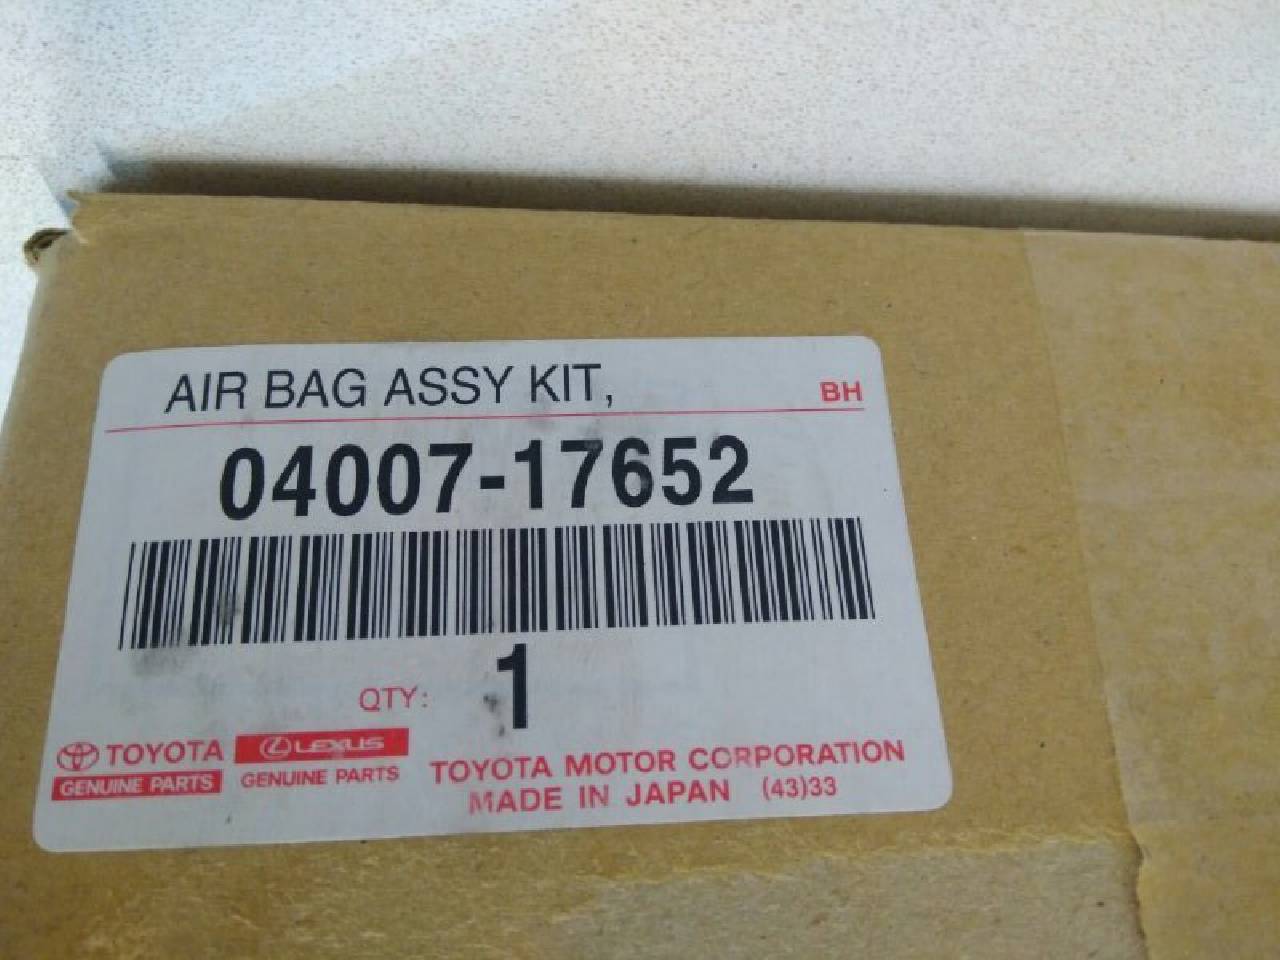 AIR BAG ASSY KIT,
BH
04007-17652
QTY: 1
TOYOTA
GENUINE PARTS
LEXUS
GENUINE PARTS
TOYOTA MOTOR CORPORATION
MADE IN JAPAN (43)33